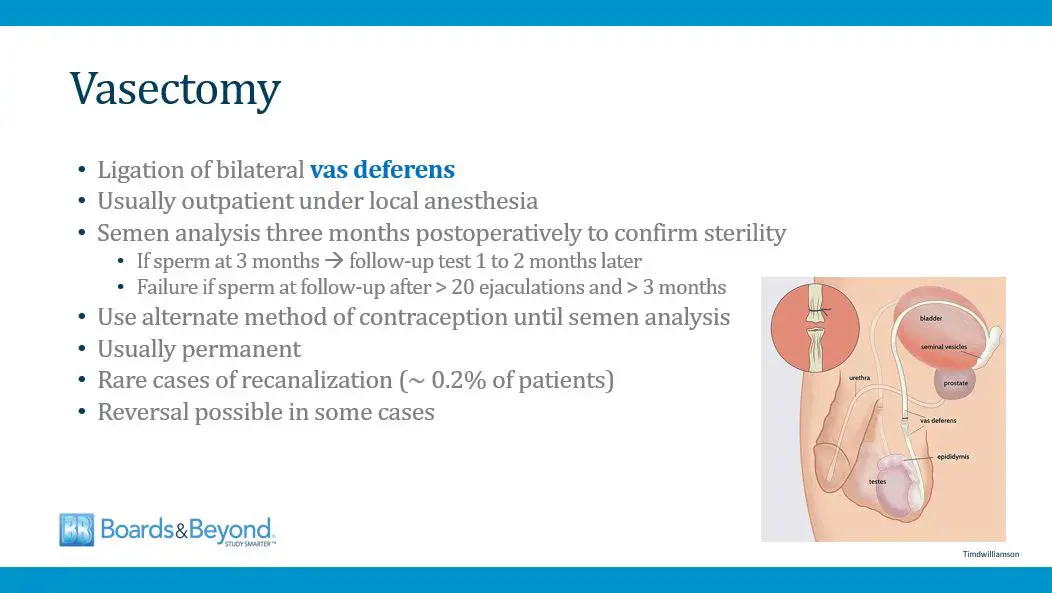 Vasectomy
• Ligation of bilateral vas deferens
• Usually outpatient under local anesthesia
• Semen analysis three months postoperatively to confirm sterility
• If sperm at 3 months → follow-up test 1 to 2 months later
• Failure if sperm at follow-up after > 20 ejaculations and > 3 months
• Use alternate method of contraception until semen analysis
• Usually permanent
• Rare cases of recanalization (~ 0.2% of patients)
• Reversal possible in some cases
bladder
seminal vesicles
urethra
prostate
vas deferens
epididymis
testes
BB Boards&Beyond.
STUDY SMARTER™
Timdwilliamson